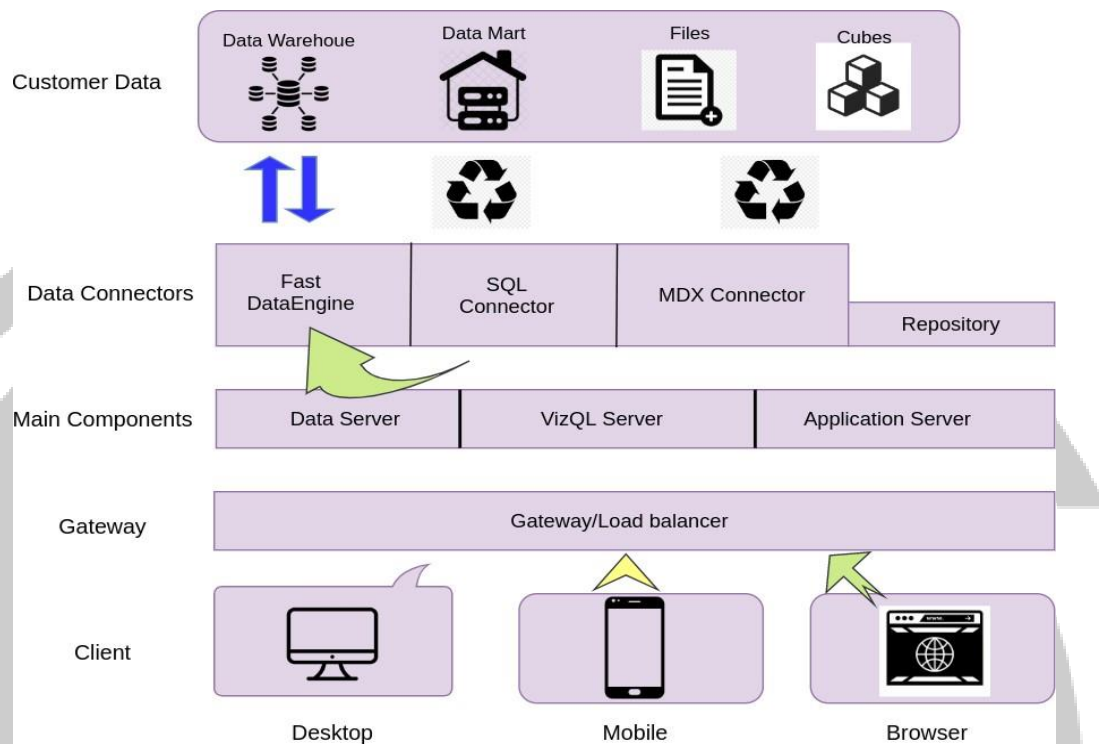 Data Warehoue
Data Mart
Files
Cubes
Customer Data
Data Connectors
Fast
DataEngine
SQL
Connector
MDX Connector
Repository
Main Components
Data Server
VizQL Server
Application Server
Gateway
Gateway/Load balancer
Client
www.
Desktop
Mobile
Browser